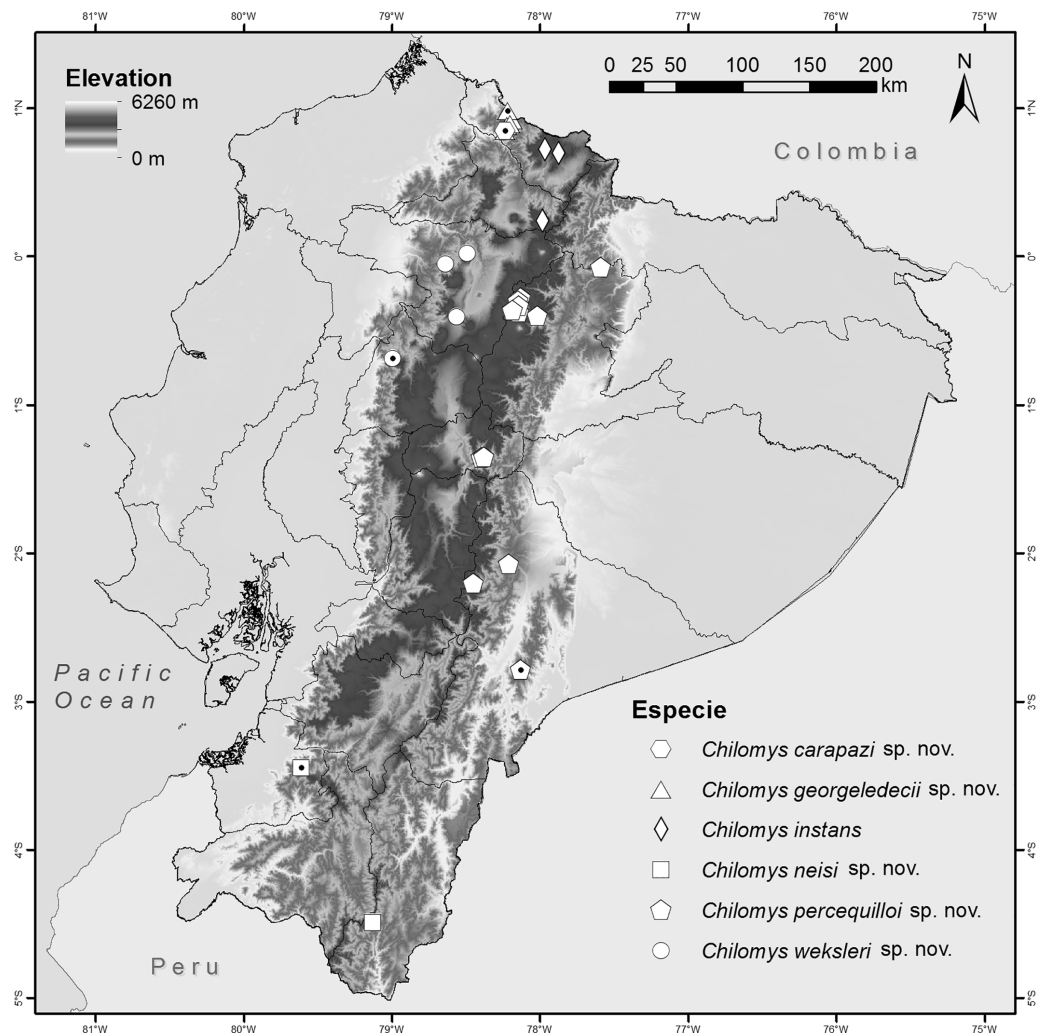 81°W 80°W 79°W 78°W 77°W 76°W 75°W
Elevation
6260 m
0 m
0 25 50 100 150 200
km
N
Colombia
1°N
0°
1°S
2°S
3°S
4°S
5°S
1°N
0°
1°S
2°S
3°S
4°S
5°S
Pacific
Ocean
Peru
Especie
Chilomys carapazi sp. nov.
Chilomys georgeledecii sp. nov.
Chilomys instans
Chilomys neisi sp. nov.
Chilomys percequilloi sp. nov.
Chilomys weksleri sp. nov.
81°W 80°W 79°W 78°W 77°W 76°W 75°W